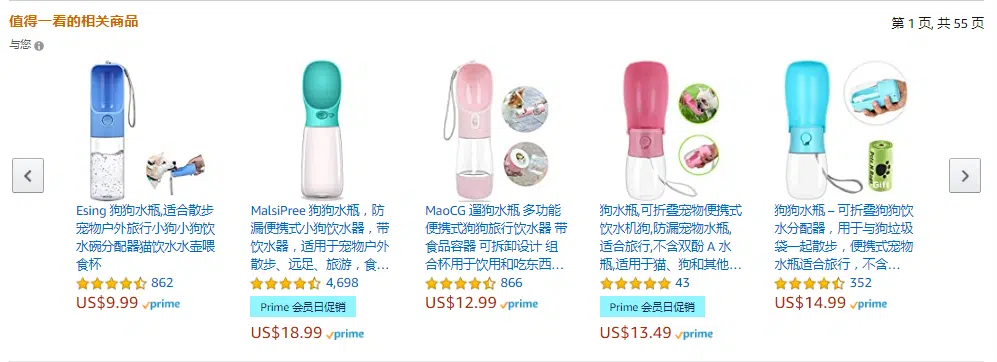 值得一看的相关商品
第 1 页, 共 55 页
与您
Esing 狗狗水瓶,适合散步
宠物户外旅行小狗小狗饮
水碗分配器猫饮水水壶喂
食杯
862
US$9.99 prime
MalsiPree 狗狗水瓶，防
漏便携式小狗饮水器，带
饮水器，适用于宠物户外
散步、远足、旅游，食…
4,698
Prime 会员日促销
US$18.99 prime
MaoCG 遛狗水瓶 多功能
便携式狗狗旅行饮水器 带
食品容器 可拆卸设计 组
合杯用于饮用和吃东西…
866
US$12.99 prime
狗水瓶,可折叠宠物便携式
饮水机狗,防漏宠物水瓶,
适合旅行,不含双酚 A 水
瓶,适用于猫、狗和其他…
43
Prime 会员日促销
US$13.49 prime
Gift
狗狗水瓶 – 可折叠狗狗饮
水分配器，用于与狗垃圾
袋一起散步，便携式宠物
水瓶适合旅行，不含…
352
US$14.99 prime